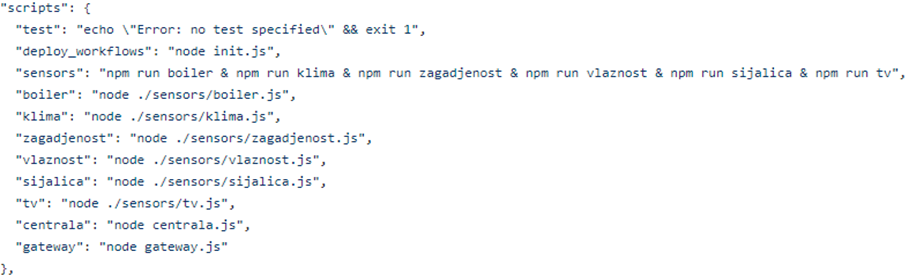 "scripts": {
"test": "echo \"Error: no test specified\" && exit 1",
"deploy_workflows": "node init.js",
"sensors": "npm run boiler & npm run klima & npm run zagadjenost & npm run vlaznost & npm run sijalica & npm run tv",
"boiler": "node ./sensors/boiler.js",
"klima": "node ./sensors/klima.js",
"zagadjenost": "node ./sensors/zagadjenost.js",
"vlaznost": "node ./sensors/vlaznost.js",
"sijalica": "node ./sensors/sijalica.js",
"tv": "node ./sensors/tv.js",
"centrala": "node centrala.js",
"gateway": "node gateway.js"
},